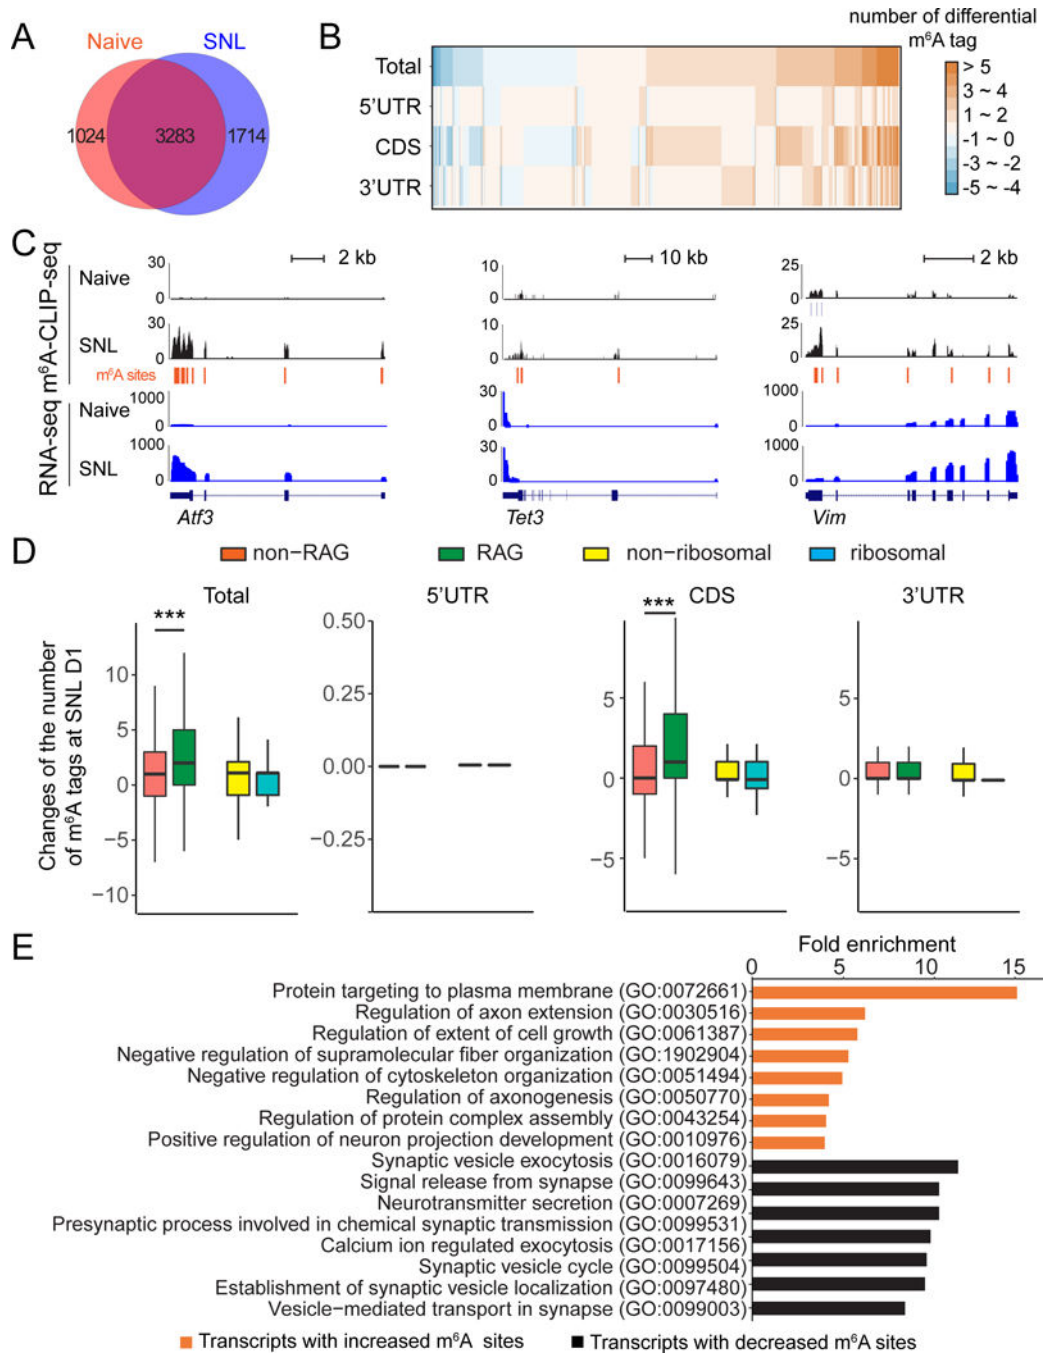 A
Naive
SNL
1024
3283
1714
B
number of differential
m⁶A tag
Total
5'UTR
CDS
3'UTR
> 5
3 ~ 4
1 ~ 2
-1 ~ 0
-3 ~ -2
-5 ~ -4
C
RNA-seq m⁶A-CLIP-seq
Naive
SNL
m⁶A sites
Naive
SNL
2 kb
30
0
30
0
1000
0
1000
0
Atf3
10 kb
10
0
10
0
30
0
30
0
Tet3
2 kb
25
0
25
0
1000
0
1000
0
Vim
D
non−RAG
RAG
non−ribosomal
ribosomal
Changes of the number
of m⁶A tags at SNL D1
Total
***
10
5
0
−5
−10
5'UTR
0.50
0.25
0.00
−0.25
CDS
***
5
0
−5
3'UTR
5
0
−5
E
Fold enrichment
0 5 10 15
Protein targeting to plasma membrane (GO:0072661)
Regulation of axon extension (GO:0030516)
Regulation of extent of cell growth (GO:0061387)
Negative regulation of supramolecular fiber organization (GO:1902904)
Negative regulation of cytoskeleton organization (GO:0051494)
Regulation of axonogenesis (GO:0050770)
Regulation of protein complex assembly (GO:0043254)
Positive regulation of neuron projection development (GO:0010976)
Synaptic vesicle exocytosis (GO:0016079)
Signal release from synapse (GO:0099643)
Neurotransmitter secretion (GO:0007269)
Presynaptic process involved in chemical synaptic transmission (GO:0099531)
Calcium ion regulated exocytosis (GO:0017156)
Synaptic vesicle cycle (GO:0099504)
Establishment of synaptic vesicle localization (GO:0097480)
Vesicle−mediated transport in synapse (GO:0099003)
Transcripts with increased m⁶A sites
Transcripts with decreased m⁶A sites